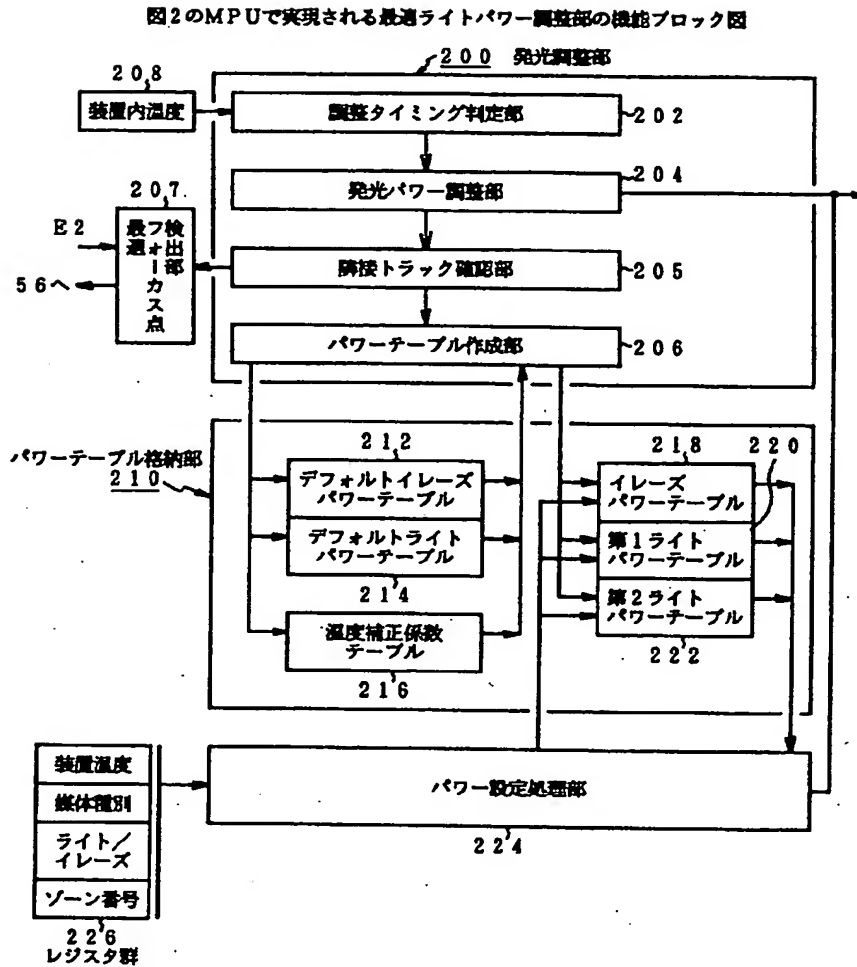 図2のMPUで実現される最適ライトパワー調整部の機能ブロック図
200 発光調整部
208
装置内温度
調整タイミング判定部
202
発光パワー調整部
204
207
E2
最適
フォーカス点
検出部
56へ
隣接トラック確認部
205
パワーテーブル作成部
206
パワーテーブル格納部
210
212
デフォルトイレーズ
パワーテーブル
デフォルトライト
パワーテーブル
214
温度補正係数
テーブル
216
218
220
イレーズ
パワーテーブル
第1ライト
パワーテーブル
第2ライト
パワーテーブル
222
装置温度
媒体種別
ライト/
イレーズ
ゾーン番号
226
レジスタ群
パワー設定処理部
224